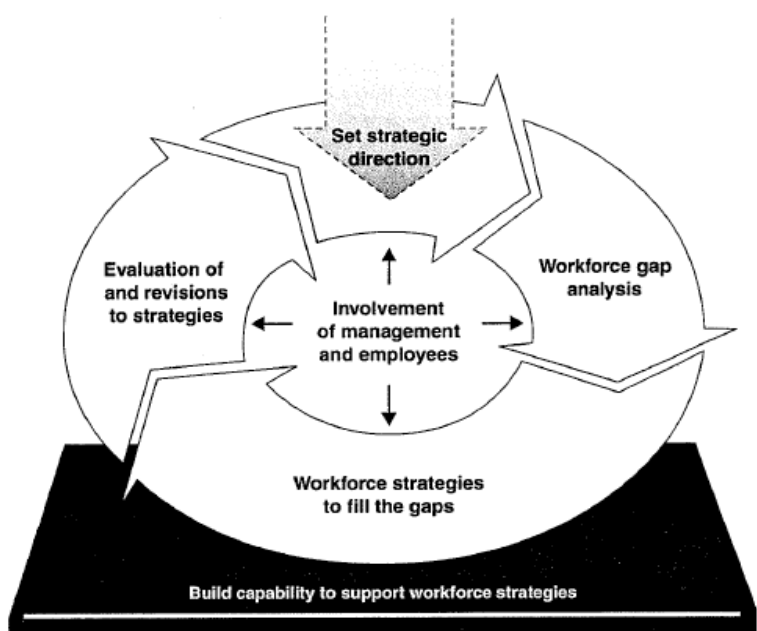 Set strategic
direction
Evaluation of
and revisions
to strategies
Workforce gap
analysis
Involvement
of management
and employees
Workforce strategies
to fill the gaps
Build capability to support workforce strategies